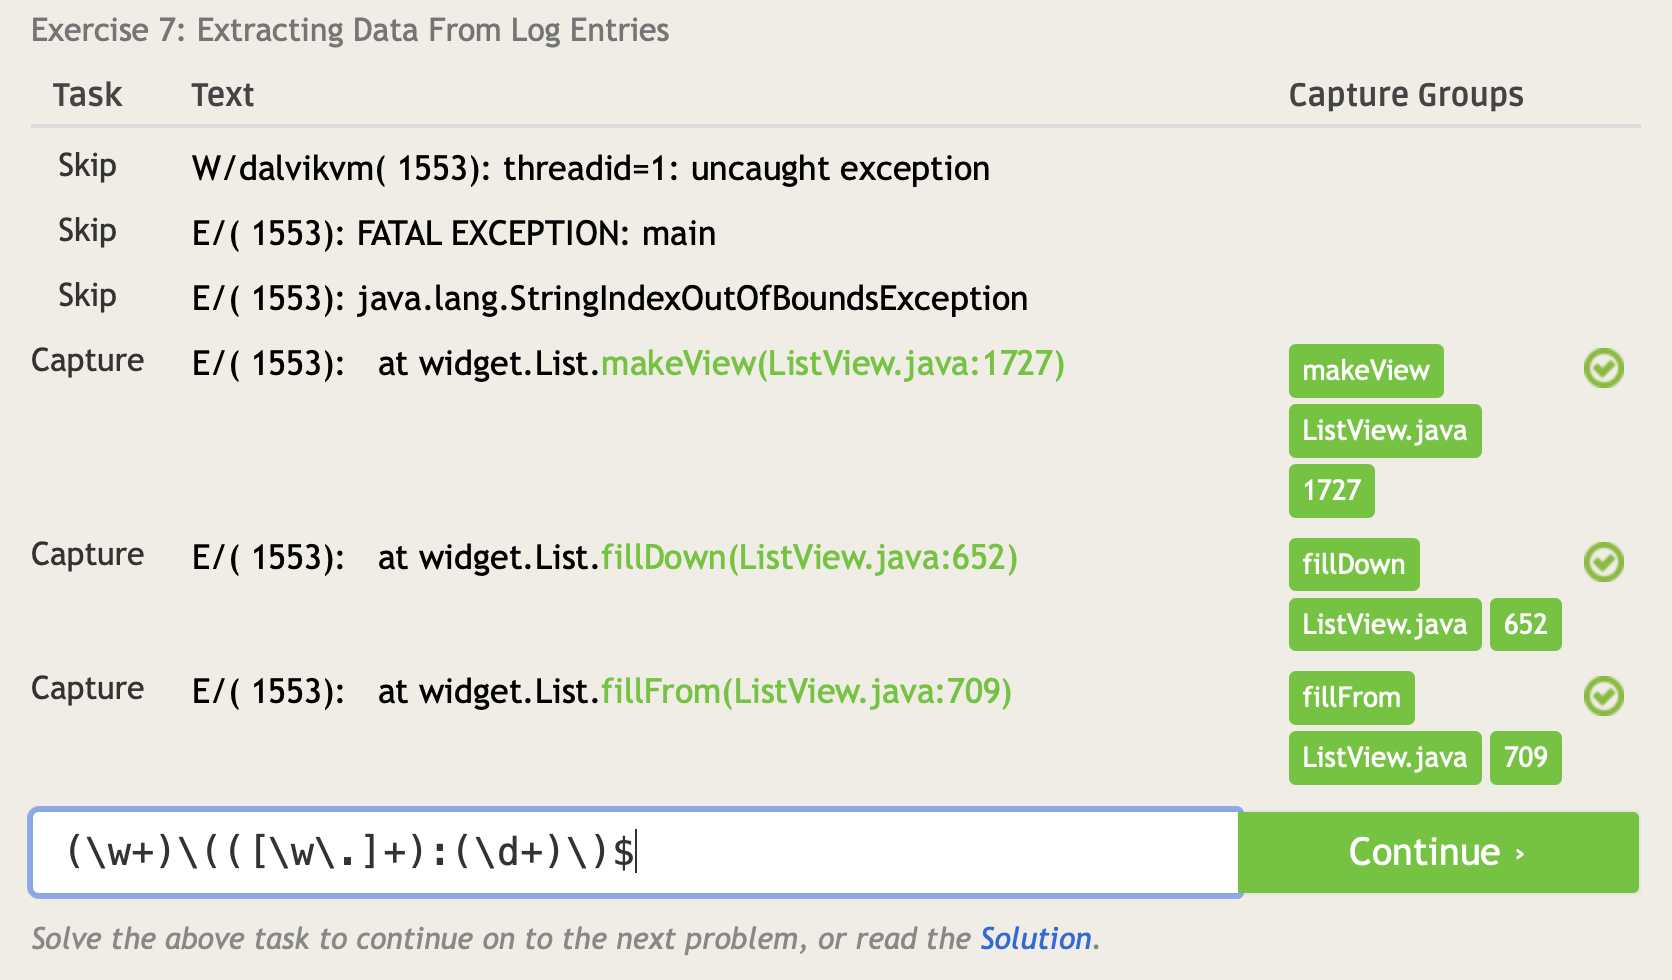 Exercise 7: Extracting Data From Log Entries
Task Text Capture Groups
Skip W/dalvikvm( 1553): threadid=1: uncaught exception
Skip E/( 1553): FATAL EXCEPTION: main
Skip E/( 1553): java.lang.StringIndexOutOfBoundsException
Capture E/( 1553):   at widget.List.makeView(ListView.java:1727) makeView
ListView.java
1727
Capture E/( 1553):   at widget.List.fillDown(ListView.java:652) fillDown
ListView.java 652
Capture E/( 1553):   at widget.List.fillFrom(ListView.java:709) fillFrom
ListView.java 709
(\w+)\(([\w\.]+):(\d+)\)$ Continue ›
Solve the above task to continue on to the next problem, or read the Solution.